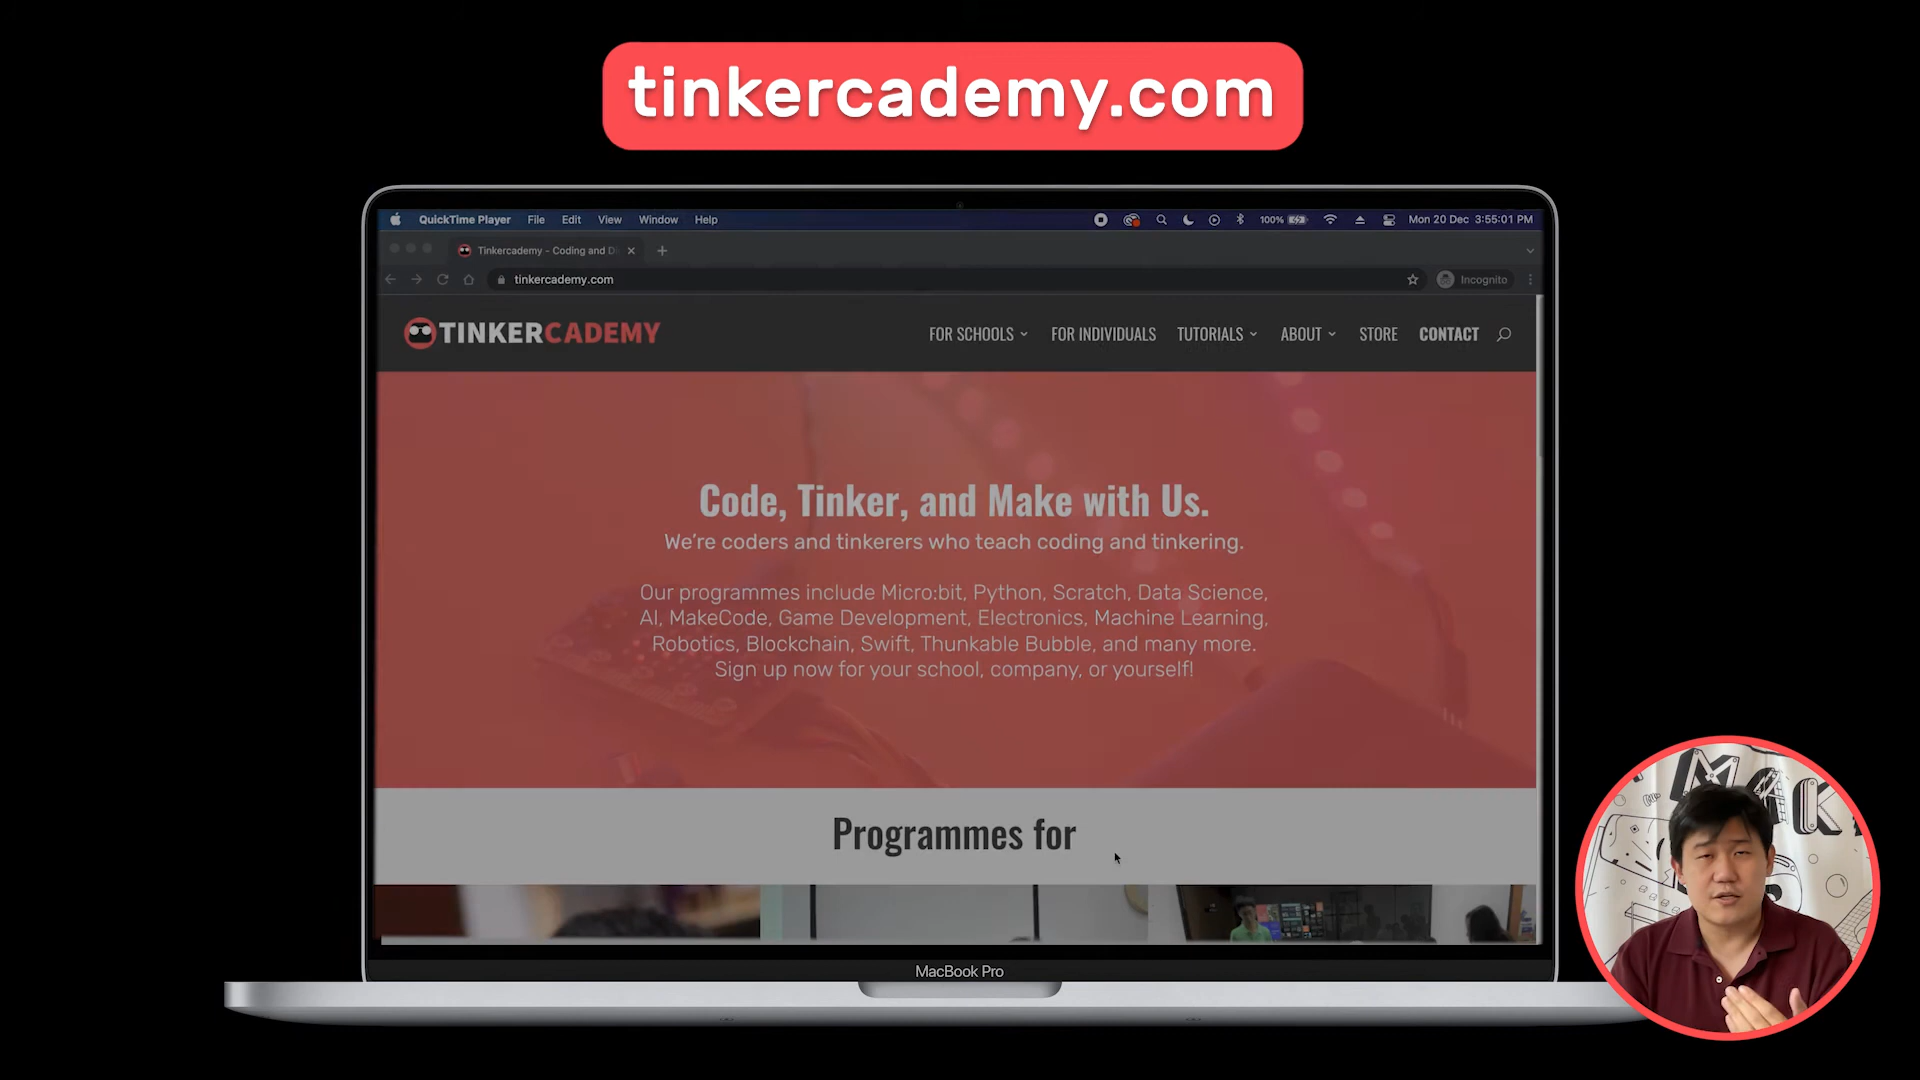 tinkercademy.com
QuickTime Player File Edit View Window Help 100% Mon 20 Dec 3:55:01 PM
Tinkercademy - Coding and Di
tinkercademy.com Incognito
TINKERCADEMY FOR SCHOOLS FOR INDIVIDUALS TUTORIALS ABOUT STORE CONTACT
Code, Tinker, and Make with Us.
We're coders and tinkerers who teach coding and tinkering.
Our programmes include Micro:bit, Python, Scratch, Data Science,
AI, MakeCode, Game Development, Electronics, Machine Learning,
Robotics, Blockchain, Swift, Thunkable Bubble, and many more.
Sign up now for your school, company, or yourself!
Programmes for
MAK
MacBook Pro